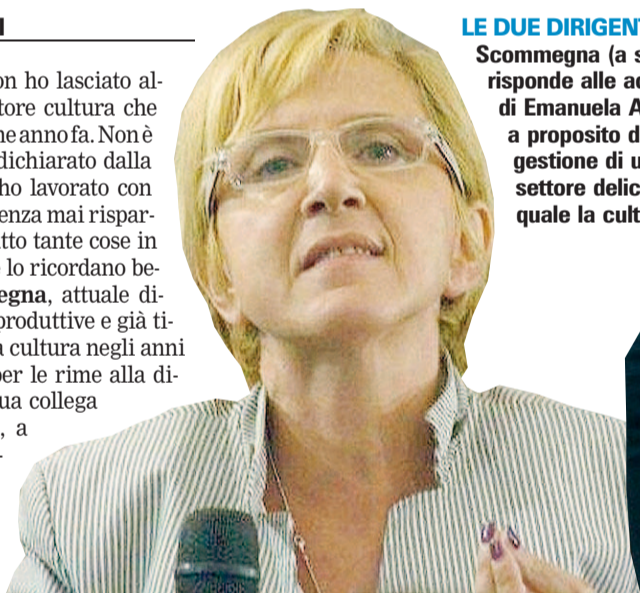 on ho lasciato al-
tore cultura che
ne anno fa. Non è
dichiarato dalla
ho lavorato con
enza mai rispar-
tto tante cose in
lo ricordano be-
egna, attuale di-
produttive e già ti-
a cultura negli anni
per le rime alla di-
ua collega
, a
-
LE DUE DIRIGENT
Scommegna (a s
risponde alle ac
di Emanuela A
a proposito d
gestione di u
settore delic
quale la cult